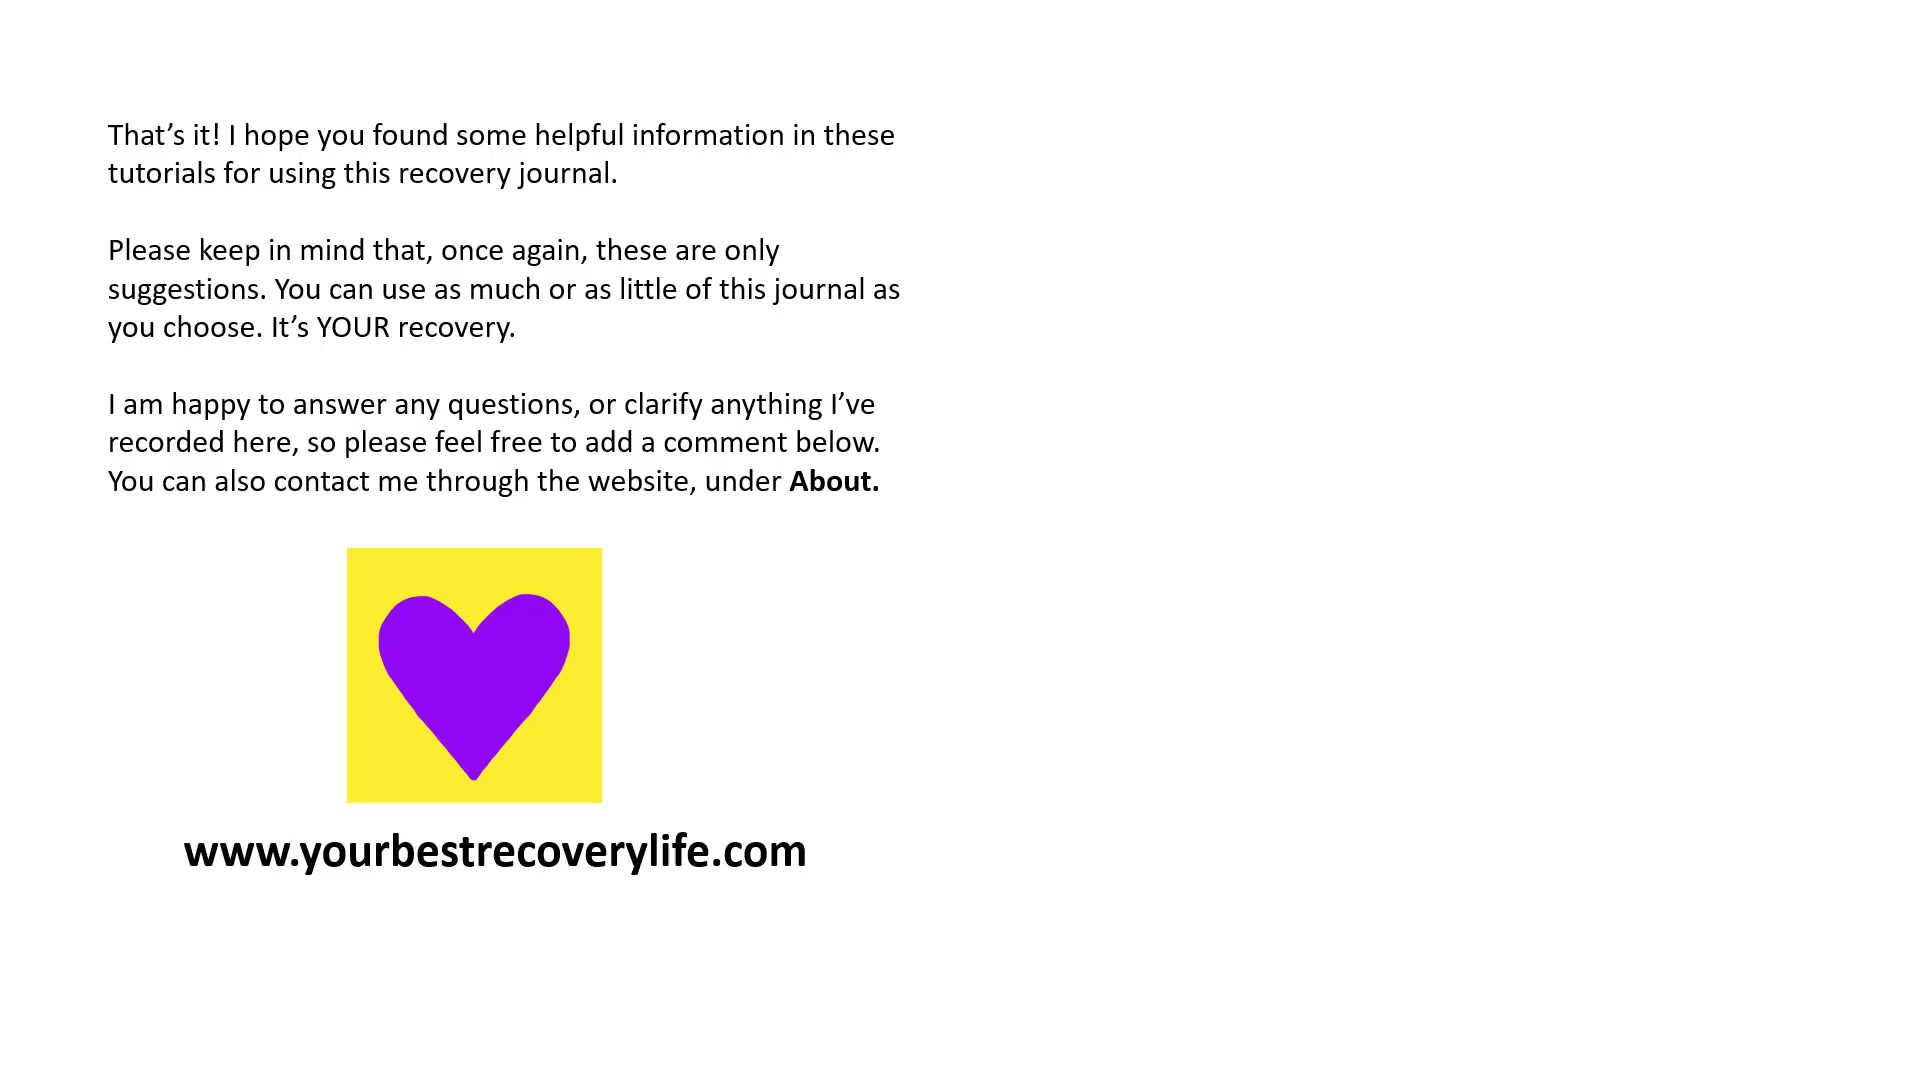 That’s it! I hope you found some helpful information in these
tutorials for using this recovery journal.
Please keep in mind that, once again, these are only
suggestions. You can use as much or as little of this journal as
you choose. It’s YOUR recovery.
I am happy to answer any questions, or clarify anything I’ve
recorded here, so please feel free to add a comment below.
You can also contact me through the website, under About.
www.yourbestrecoverylife.com